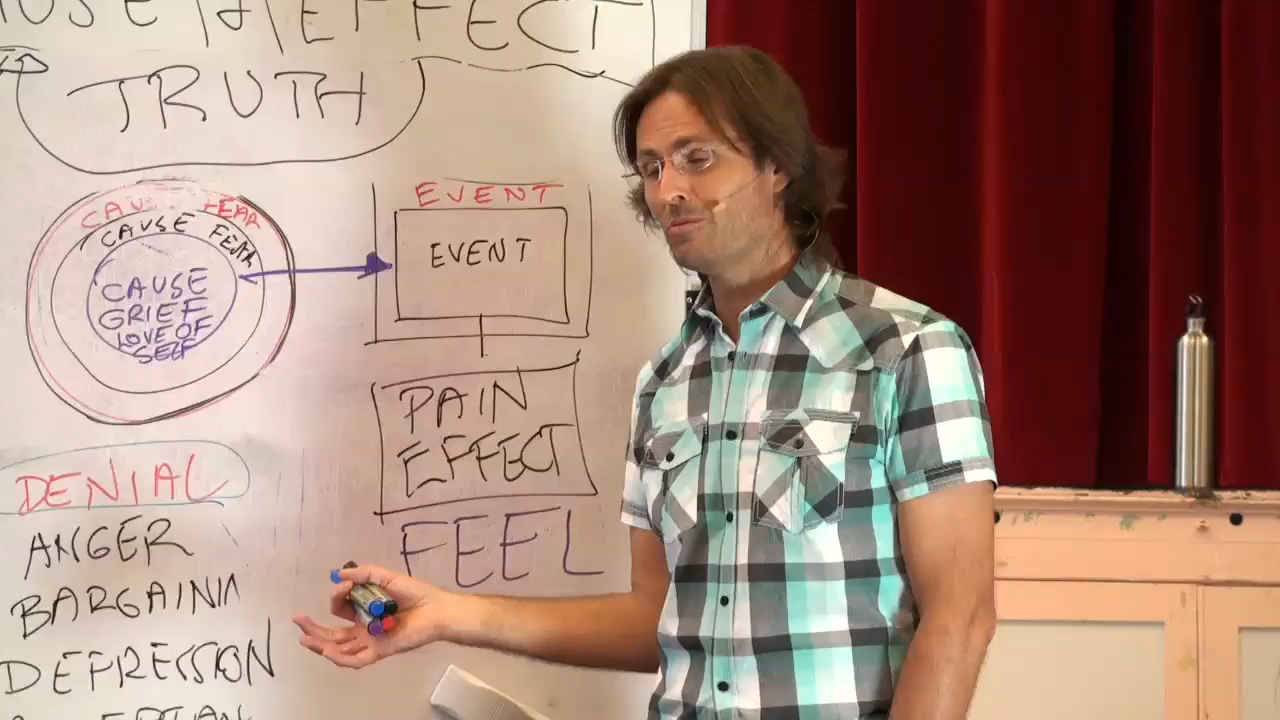 & EFFECT
TRUTH
CAUSE FEAR
CAUSE FEAR
CAUSE
GRIEF
LOVE OF
SELF
EVENT
EVENT
PAIN
EFFECT
FEEL
DENIAL
ANGER
BARGAININ
DEPRESSION